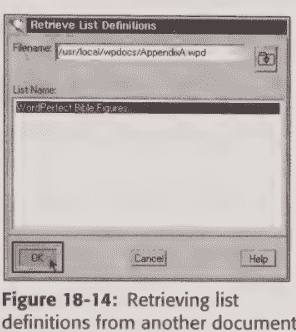 Retrieve List Definitions
Filename: /usr/local/wpdocs/AppendixA.wpd
List Name:
WordPerfect Bible Figures
OK Cancel Help
Figure 18-14: Retrieving list
definitions from another document